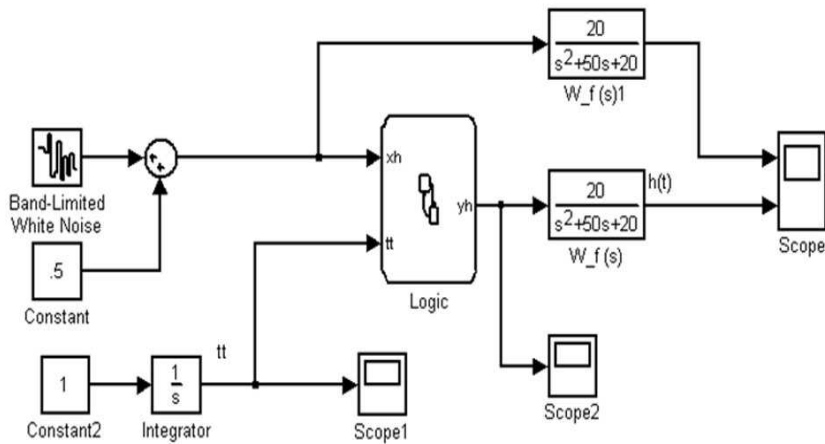 20
s²+50s+20
W_f (s)1
Band-Limited
White Noise
xh
tt
yh
Logic
20
s²+50s+20
W_f (s)
h(t)
Scope
.5
Constant
tt
1
Constant2
1
s
Integrator
Scope1
Scope2